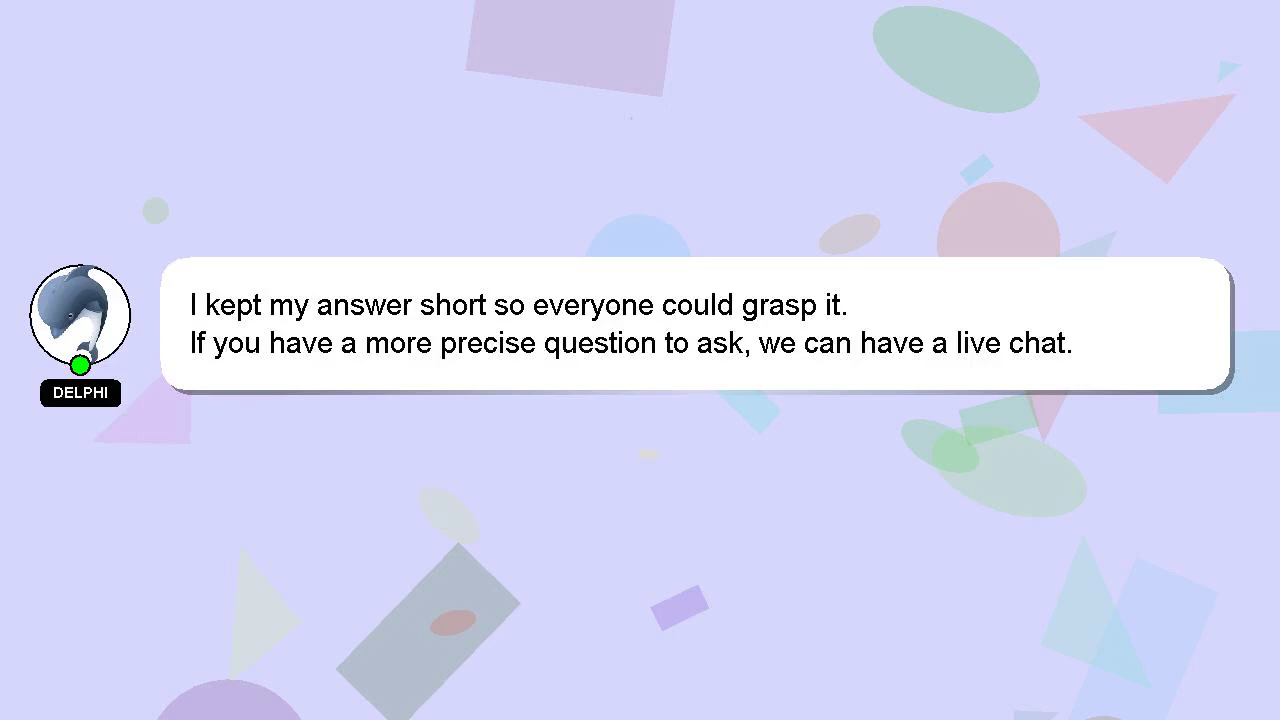 I kept my answer short so everyone could grasp it.
If you have a more precise question to ask, we can have a live chat.
DELPHI